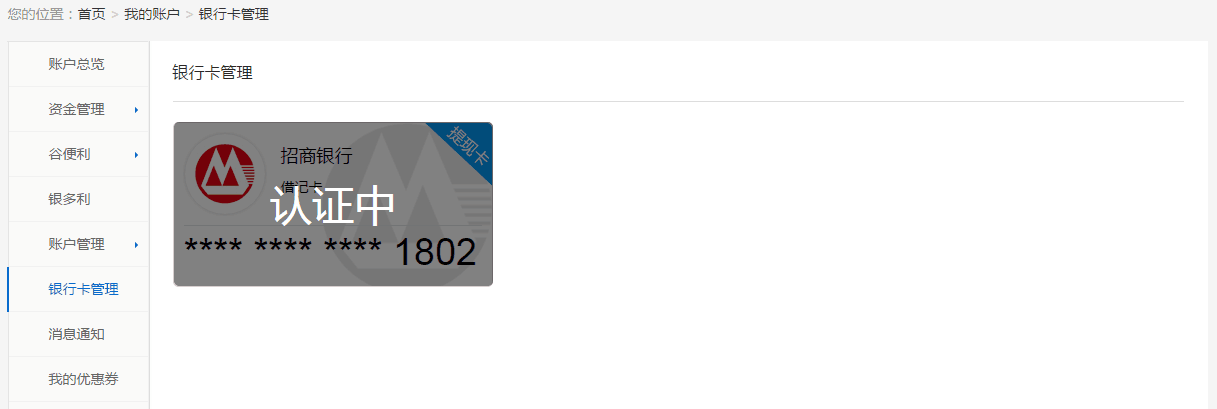 您的位置：首页 > 我的账户 > 银行卡管理
账户总览
资金管理
谷便利
银多利
账户管理
银行卡管理
消息通知
我的优惠券
银行卡管理
提现卡
招商银行
借记卡
认证中
**** **** **** 1802